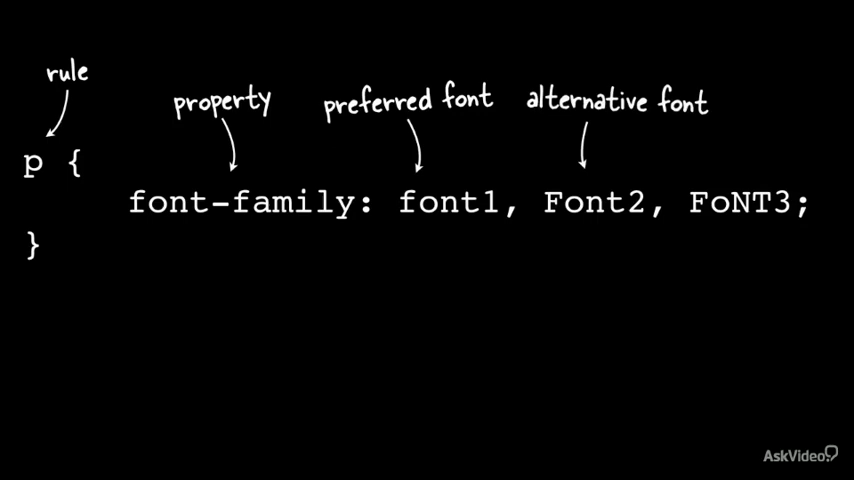 rule
property preferred font alternative font
p {
font-family: font1, Font2, FoNT3;
}
AskVideo